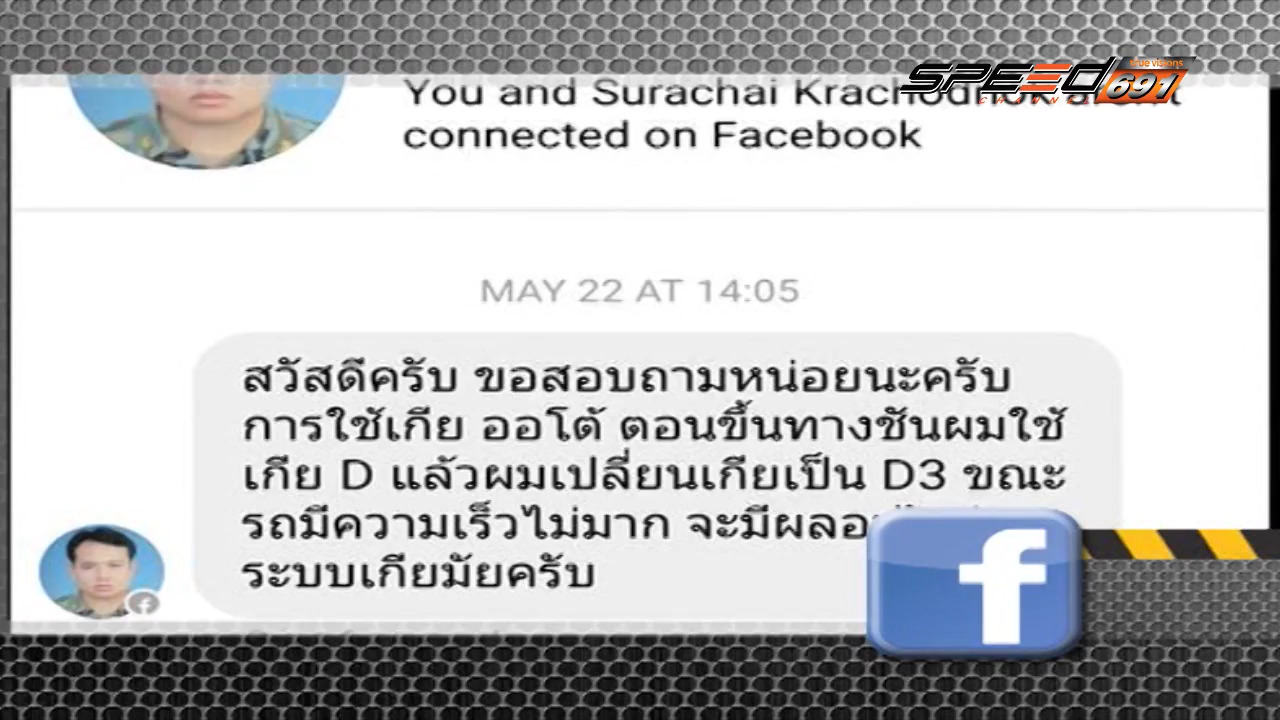 SPEED
CHANNEL
true visions
691
You and Surachai
connected on Facebook
MAY 22 AT 14:05
สวัสดีครับ ขอสอบถามหน่อยนะครับ
การใช้เกีย ออโต้ ตอนขึ้นทางชันผมใช้
เกีย D แล้วผมเปลี่ยนเกียเป็น D3 ขณะ
รถมีความเร็วไม่มาก จะมีผล
ระบบเกียมัยครับ
f